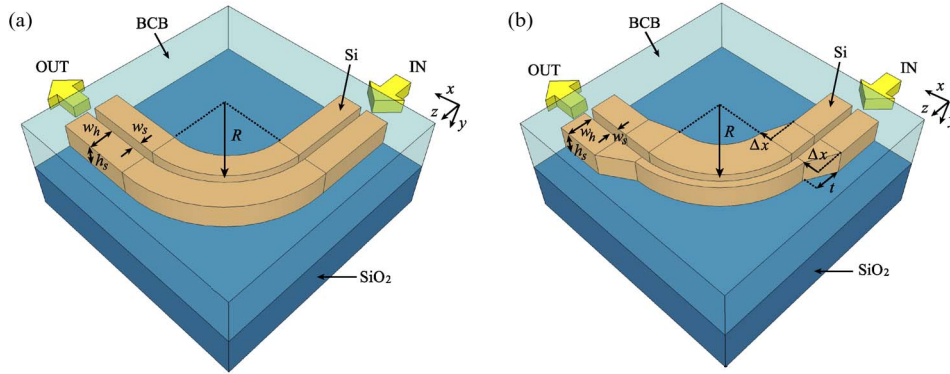 (a)
BCB
Si
OUT
IN
x
z
y
w_h
w_s
h_s
R
SiO₂
(b)
BCB
Si
OUT
IN
x
z
y
w_h
w_s
h_s
R
Δx
Δx
t
SiO₂